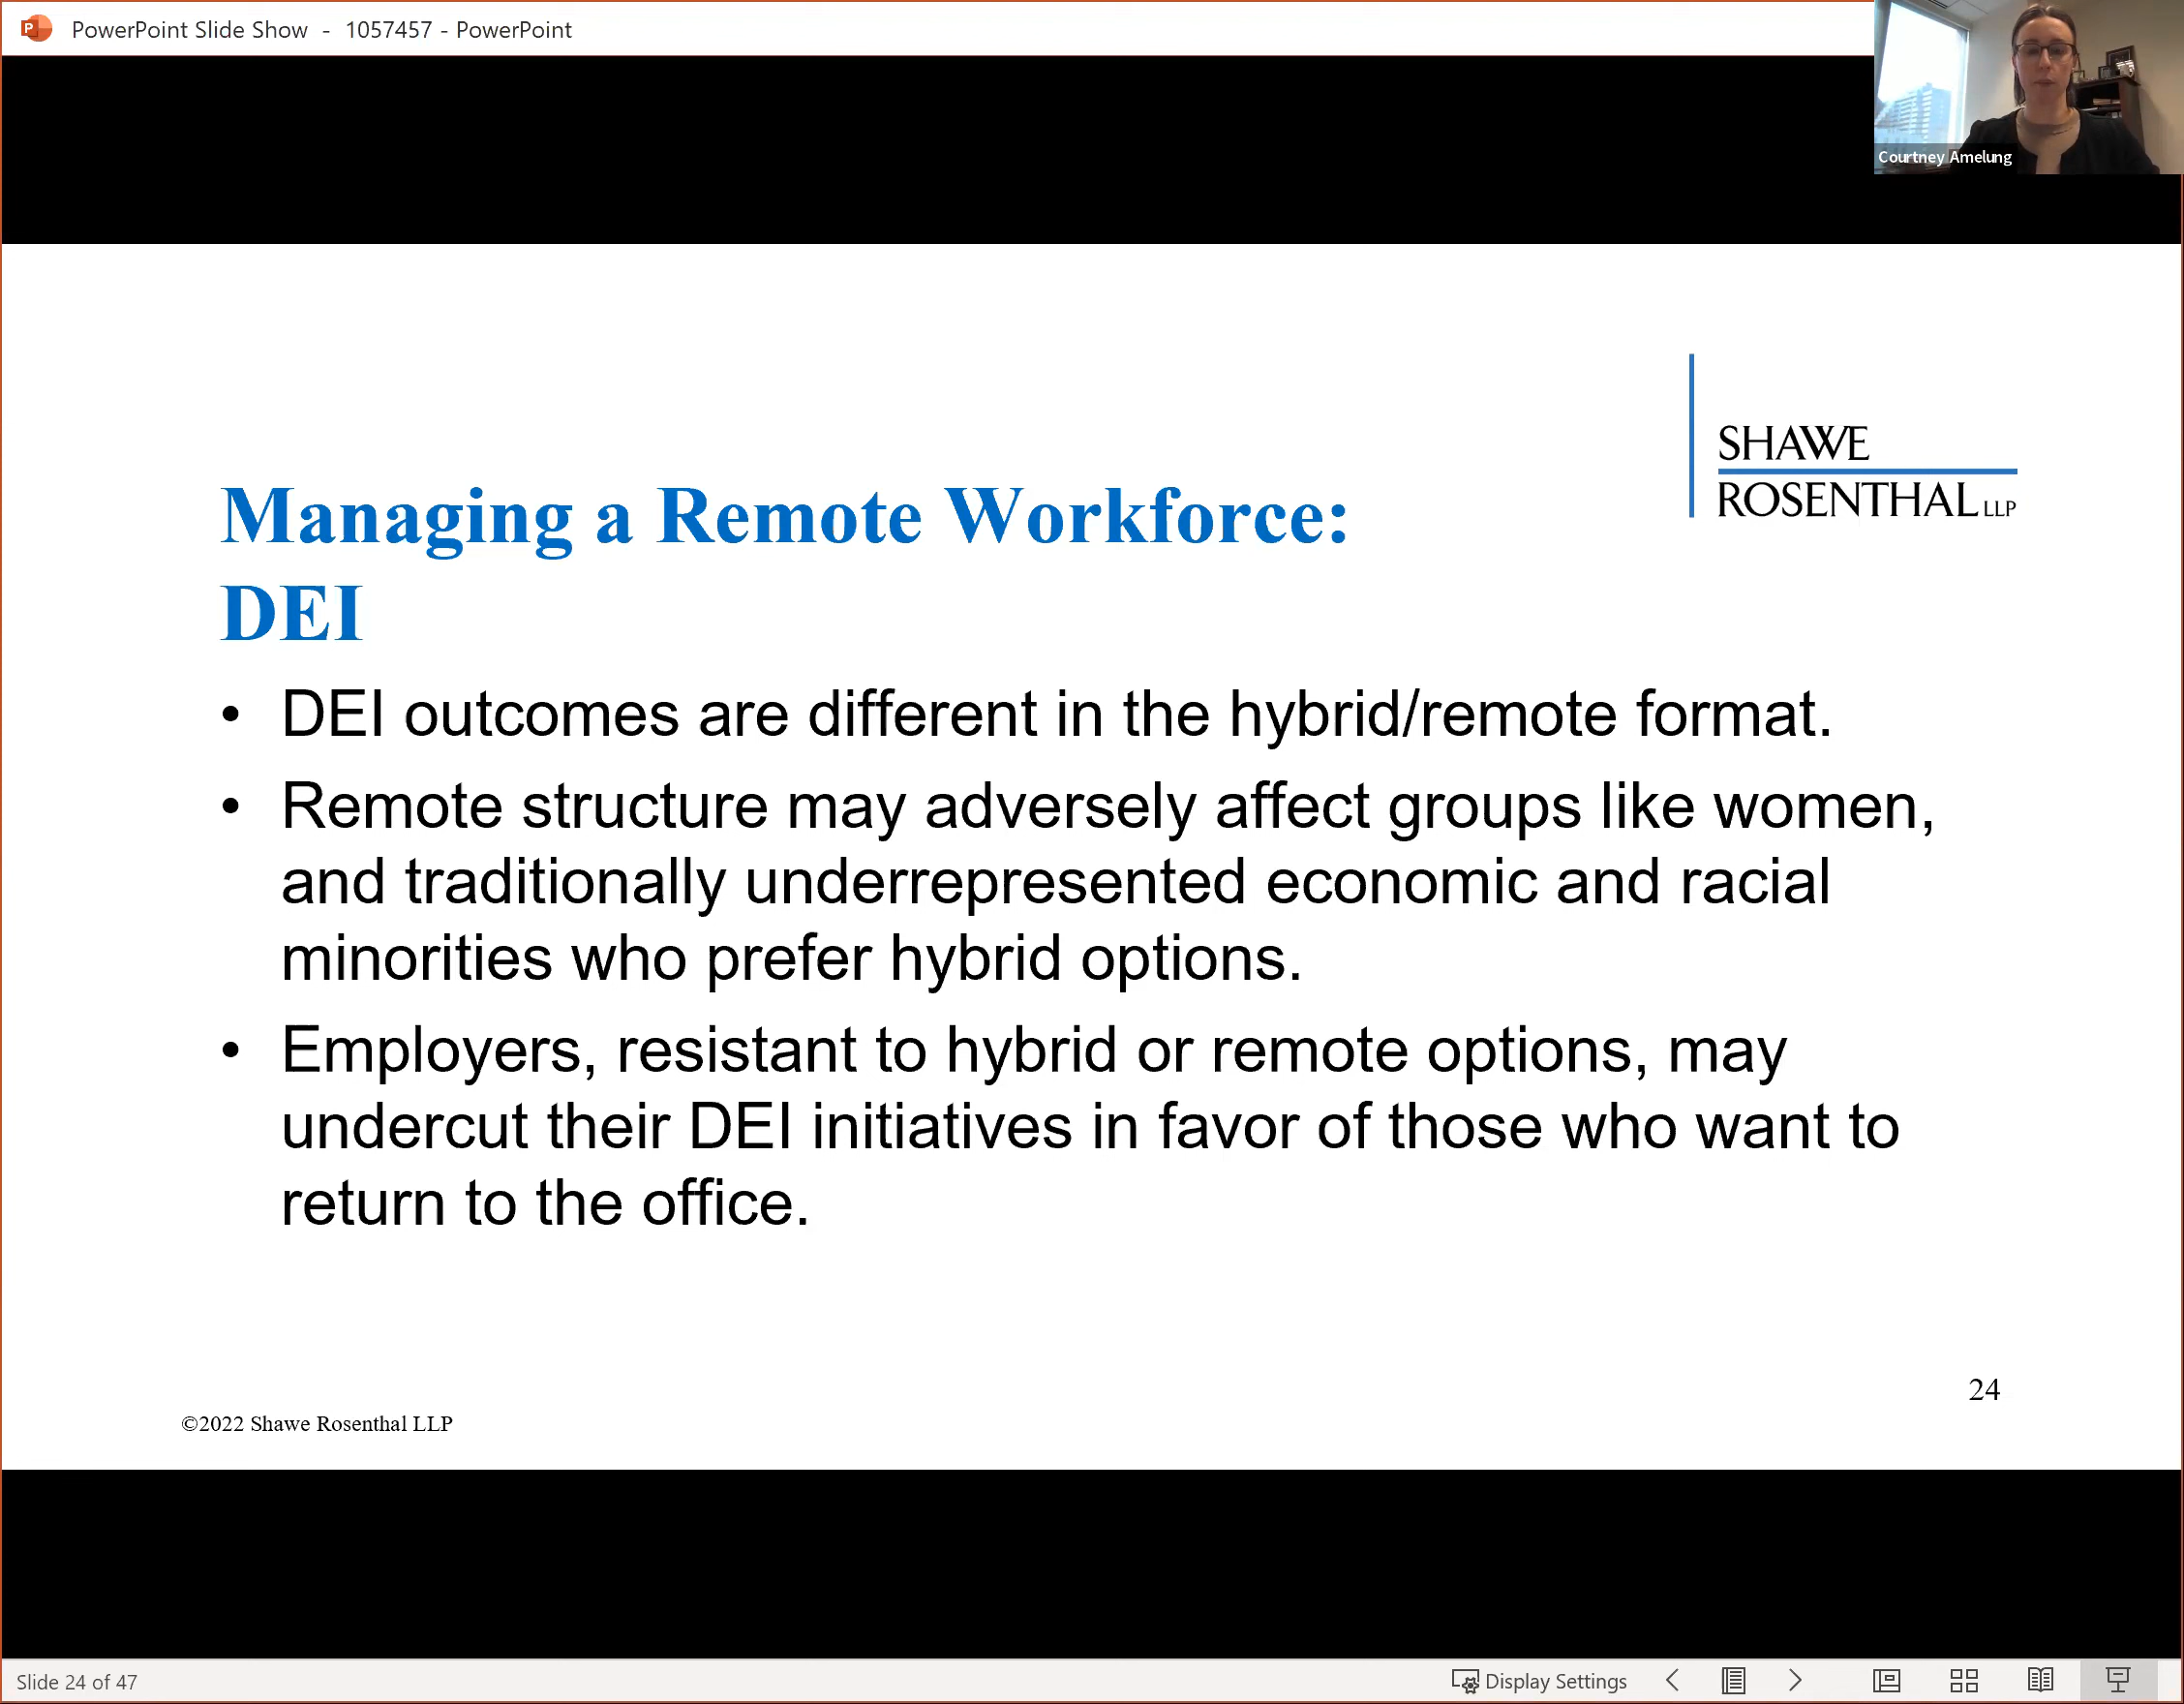 PowerPoint Slide Show - 1057457 - PowerPoint
Courtney Amelung
SHAWE
ROSENTHAL LLP
Managing a Remote Workforce:
DEI
• DEI outcomes are different in the hybrid/remote format.
• Remote structure may adversely affect groups like women,
and traditionally underrepresented economic and racial
minorities who prefer hybrid options.
• Employers, resistant to hybrid or remote options, may
undercut their DEI initiatives in favor of those who want to
return to the office.
24
©2022 Shawe Rosenthal LLP
Slide 24 of 47
Display Settings